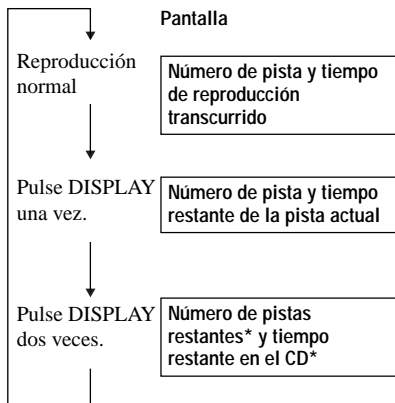 Pantalla
Reproducción
normal
Número de pista y tiempo
de reproducción
transcurrido
Pulse DISPLAY
una vez.
Número de pista y tiempo
restante de la pista actual
Pulse DISPLAY
dos veces.
Número de pistas
restantes* y tiempo
restante en el CD*